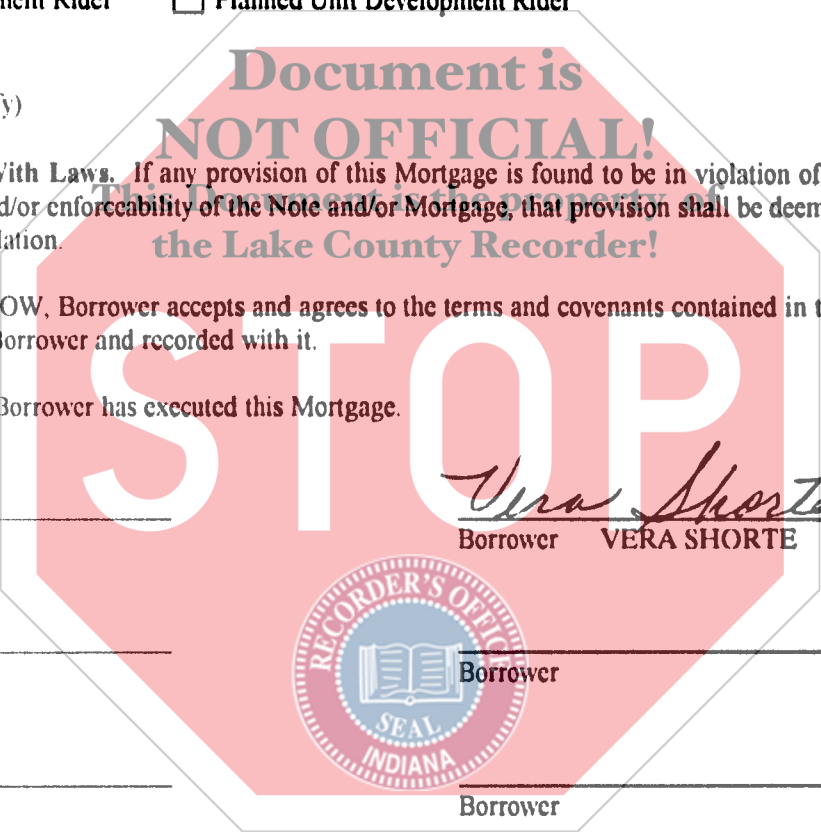 ment Rider Planned Unit Development Rider
Document is
fy)
NOT OFFICIAL!
With Laws. If any provision of this Mortgage is found to be in violation of
This Document is the property of
d/or enforceability of the Note and/or Mortgage, that provision shall be deem
lation.
the Lake County Recorder!
OW, Borrower accepts and agrees to the terms and covenants contained in t
Borrower and recorded with it.
Borrower has executed this Mortgage.
STOP
Vera Shorte
Borrower VERA SHORTE
RECORDER'S OFFICE
Borrower
SEAL
INDIANA
Borrower